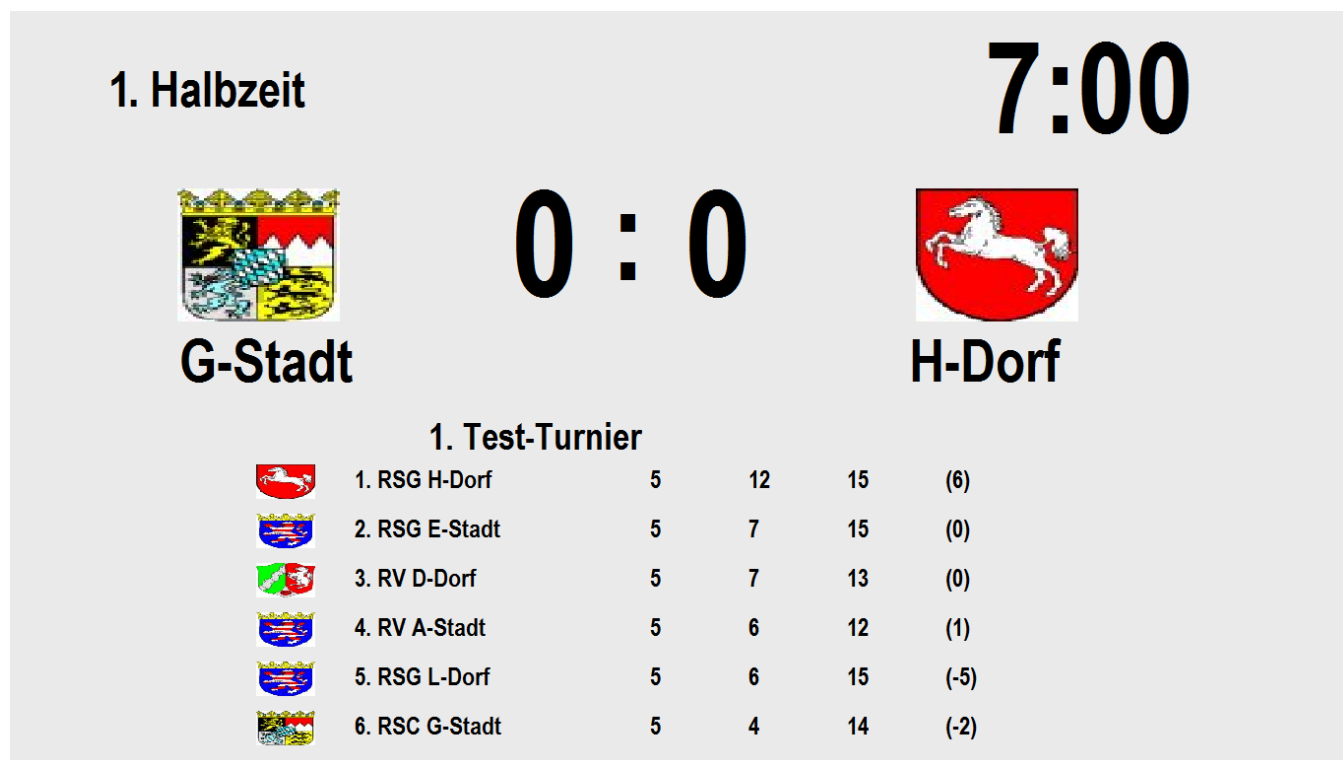 1. Halbzeit 7:00
0 : 0
G-Stadt H-Dorf
1. Test-Turnier
1. RSG H-Dorf 5 12 15 (6)
2. RSG E-Stadt 5 7 15 (0)
3. RV D-Dorf 5 7 13 (0)
4. RV A-Stadt 5 6 12 (1)
5. RSG L-Dorf 5 6 15 (-5)
6. RSC G-Stadt 5 4 14 (-2)